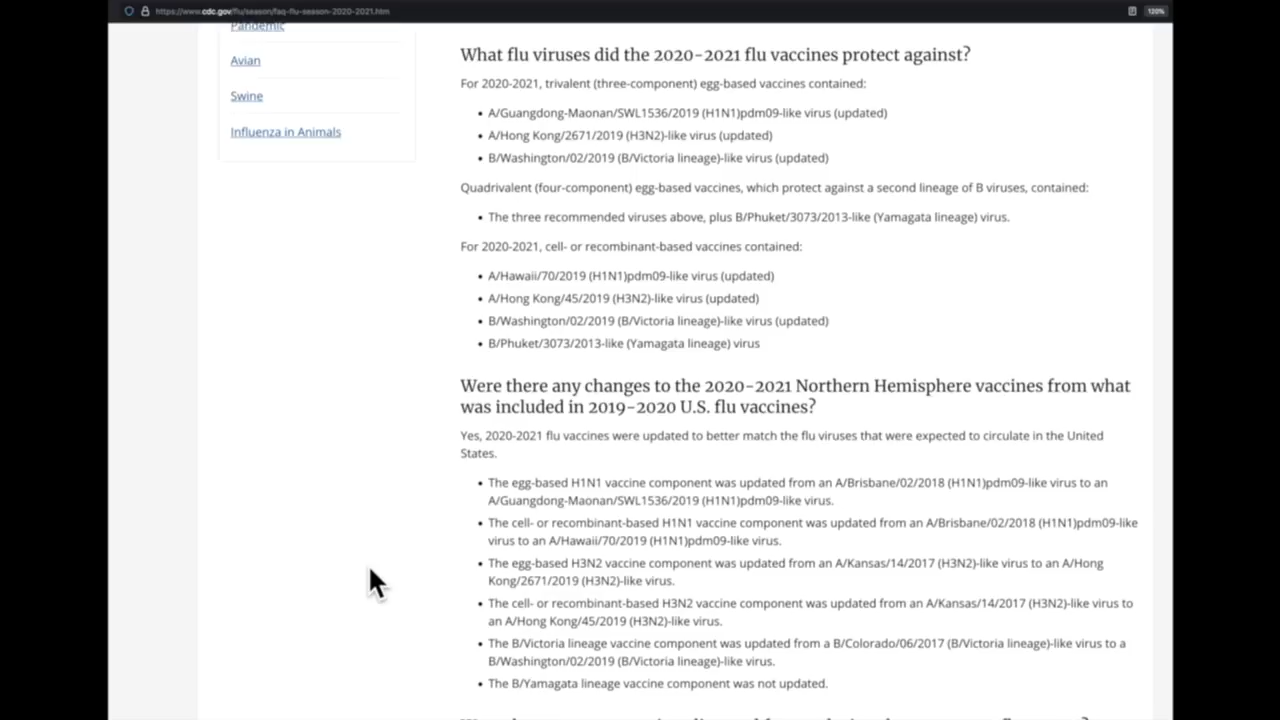 https://www.cdc.gov/flu/season/faq-flu-season-2020-2021.htm
120%
Pandemic
Avian
Swine
Influenza in Animals
What flu viruses did the 2020-2021 flu vaccines protect against?
For 2020-2021, trivalent (three-component) egg-based vaccines contained:
• A/Guangdong-Maonan/SWL1536/2019 (H1N1)pdm09-like virus (updated)
• A/Hong Kong/2671/2019 (H3N2)-like virus (updated)
• B/Washington/02/2019 (B/Victoria lineage)-like virus (updated)
Quadrivalent (four-component) egg-based vaccines, which protect against a second lineage of B viruses, contained:
• The three recommended viruses above, plus B/Phuket/3073/2013-like (Yamagata lineage) virus.
For 2020-2021, cell- or recombinant-based vaccines contained:
• A/Hawaii/70/2019 (H1N1)pdm09-like virus (updated)
• A/Hong Kong/45/2019 (H3N2)-like virus (updated)
• B/Washington/02/2019 (B/Victoria lineage)-like virus (updated)
• B/Phuket/3073/2013-like (Yamagata lineage) virus
Were there any changes to the 2020-2021 Northern Hemisphere vaccines from what
was included in 2019-2020 U.S. flu vaccines?
Yes, 2020-2021 flu vaccines were updated to better match the flu viruses that were expected to circulate in the United
States.
• The egg-based H1N1 vaccine component was updated from an A/Brisbane/02/2018 (H1N1)pdm09-like virus to an
A/Guangdong-Maonan/SWL1536/2019 (H1N1)pdm09-like virus.
• The cell- or recombinant-based H1N1 vaccine component was updated from an A/Brisbane/02/2018 (H1N1)pdm09-like
virus to an A/Hawaii/70/2019 (H1N1)pdm09-like virus.
• The egg-based H3N2 vaccine component was updated from an A/Kansas/14/2017 (H3N2)-like virus to an A/Hong
Kong/2671/2019 (H3N2)-like virus.
• The cell- or recombinant-based H3N2 vaccine component was updated from an A/Kansas/14/2017 (H3N2)-like virus to
an A/Hong Kong/45/2019 (H3N2)-like virus.
• The B/Victoria lineage vaccine component was updated from a B/Colorado/06/2017 (B/Victoria lineage)-like virus to a
B/Washington/02/2019 (B/Victoria lineage)-like virus.
• The B/Yamagata lineage vaccine component was not updated.